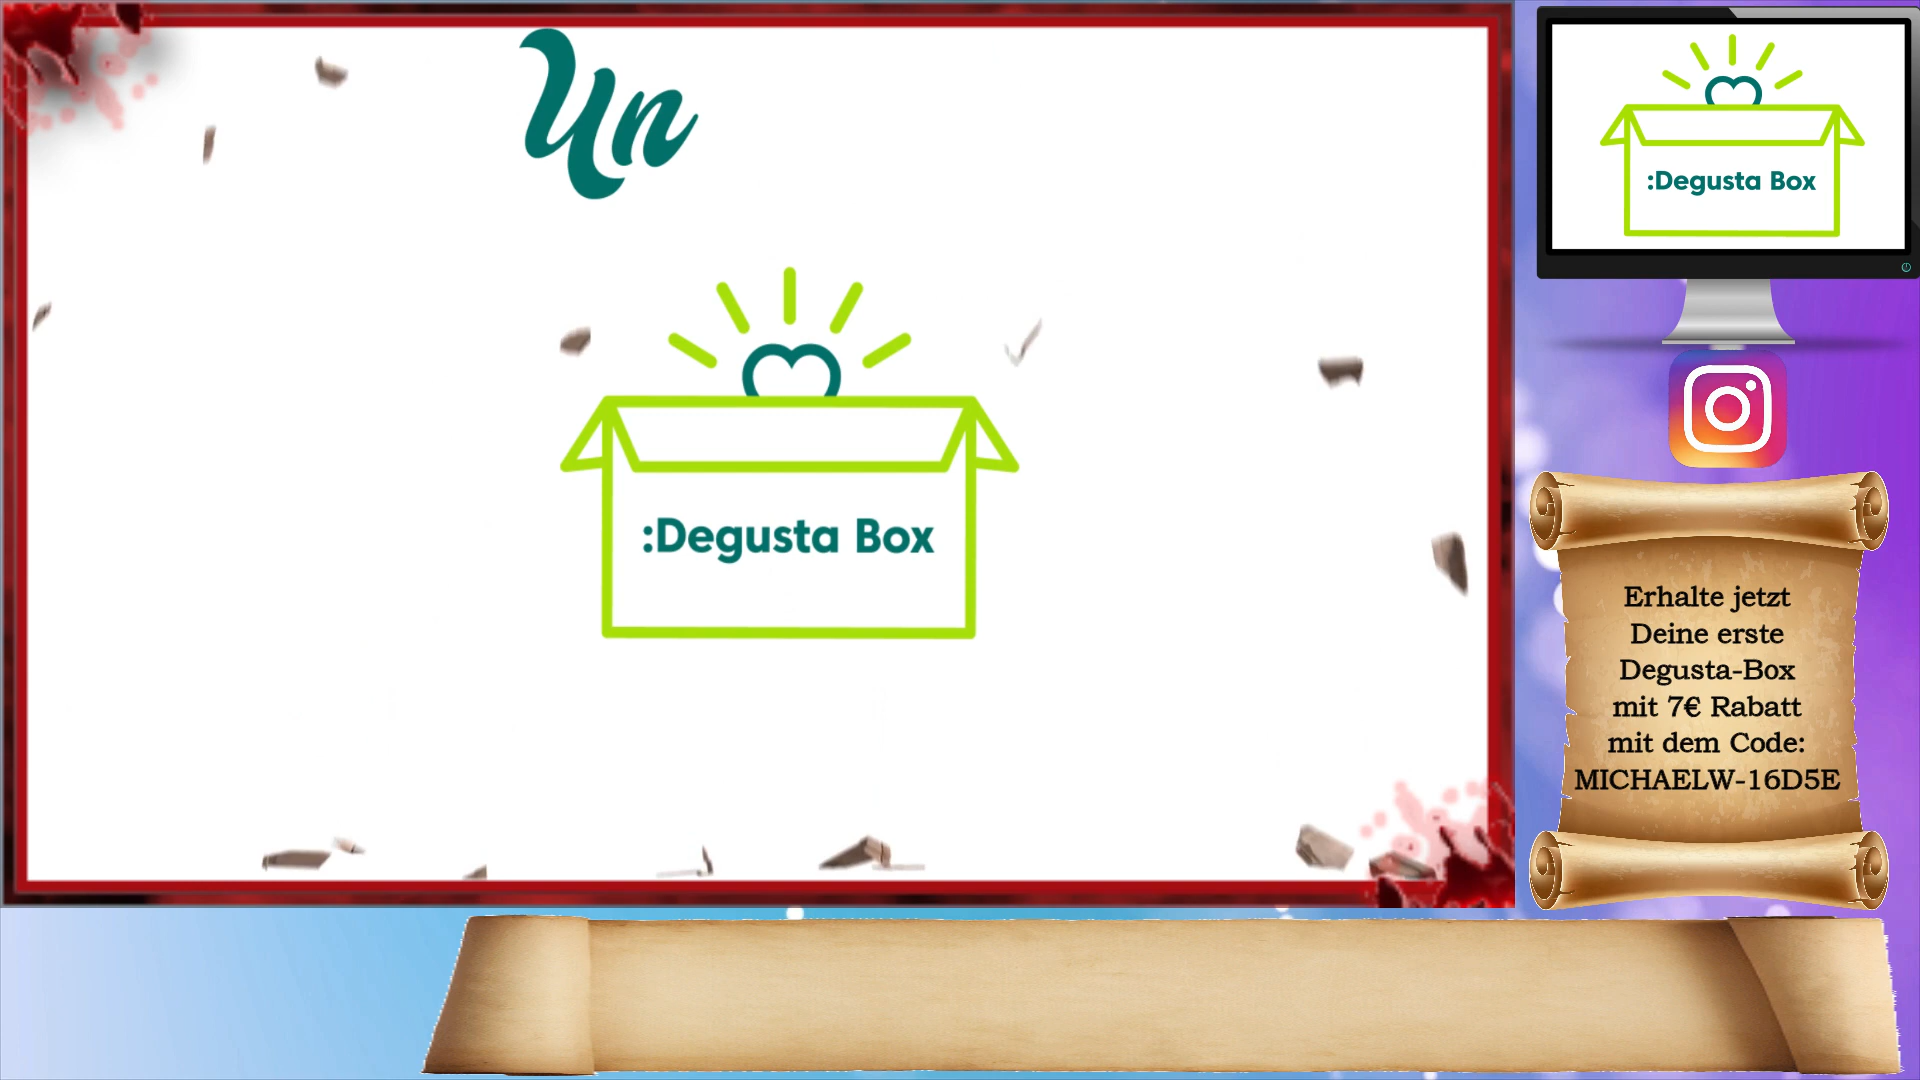 Un
:Degusta Box
:Degusta Box
Erhalte jetzt
Deine erste
Degusta-Box
mit 7€ Rabatt
mit dem Code:
MICHAELW-16D5E